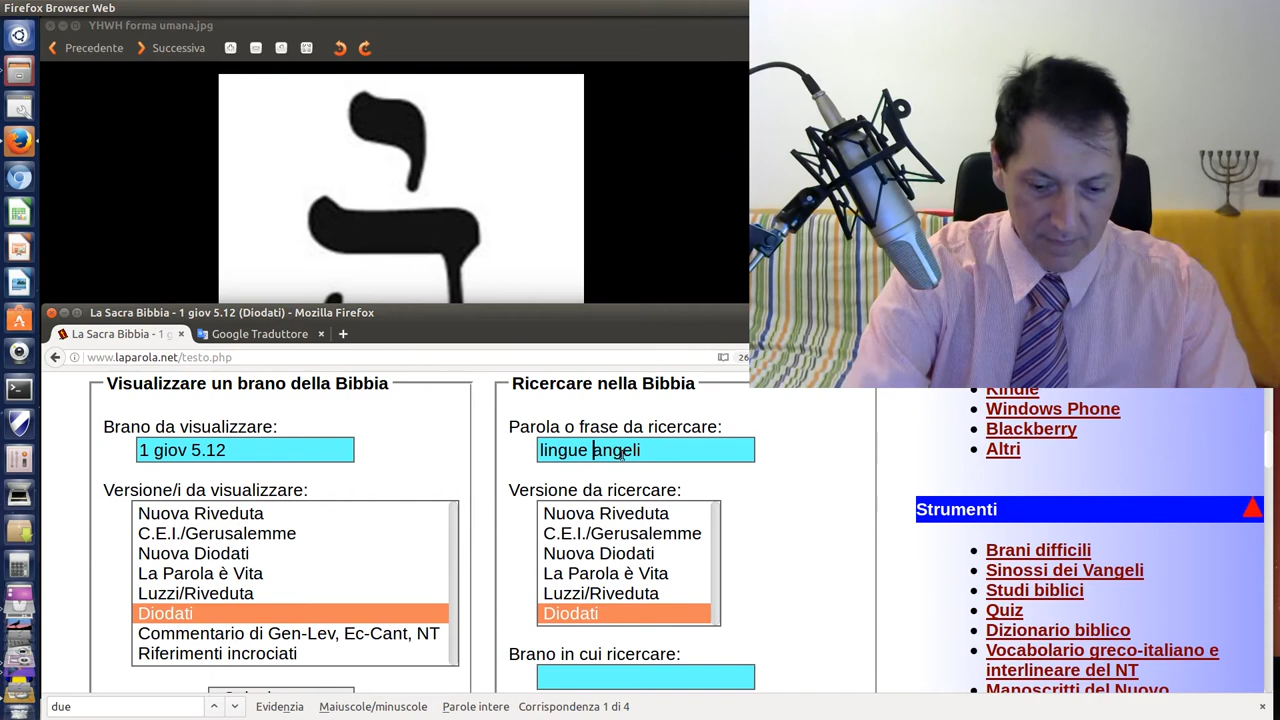 Firefox Browser Web
YHWH forma umana.jpg
Precedente
Successiva
י
ה
La Sacra Bibbia - 1 giov 5.12 (Diodati) - Mozilla Firefox
La Sacra Bibbia - 1
Google Traduttore
www.laparola.net/testo.php
26
Visualizzare un brano della Bibbia
Brano da visualizzare:
1 giov 5.12
Versione/i da visualizzare:
Nuova Riveduta
C.E.I./Gerusalemme
Nuova Diodati
La Parola è Vita
Luzzi/Riveduta
Diodati
Commentario di Gen-Lev, Ec-Cant, NT
Riferimenti incrociati
Ricercare nella Bibbia
Parola o frase da ricercare:
lingue angeli
Versione da ricercare:
Nuova Riveduta
C.E.I./Gerusalemme
Nuova Diodati
La Parola è Vita
Luzzi/Riveduta
Diodati
Brano in cui ricercare:
Kindle
Windows Phone
Blackberry
Altri
Strumenti
Brani difficili
Sinossi dei Vangeli
Studi biblici
Quiz
Dizionario biblico
Vocabolario greco-italiano e
interlineare del NT
Manoscritti del Nuovo
due
Evidenzia
Maiuscole/minuscole
Parole intere
Corrispondenza 1 di 4